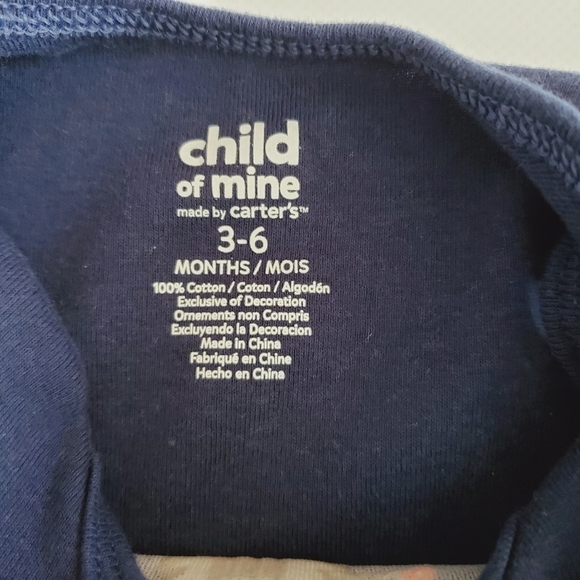 child
of mine
made by carter's™
3-6
MONTHS / MOIS
100% Cotton / Coton / Algodón
Exclusive of Decoration
Ornements non Compris
Excluyendo la Decoracion
Made in China
Fabriqué en Chine
Hecho en China